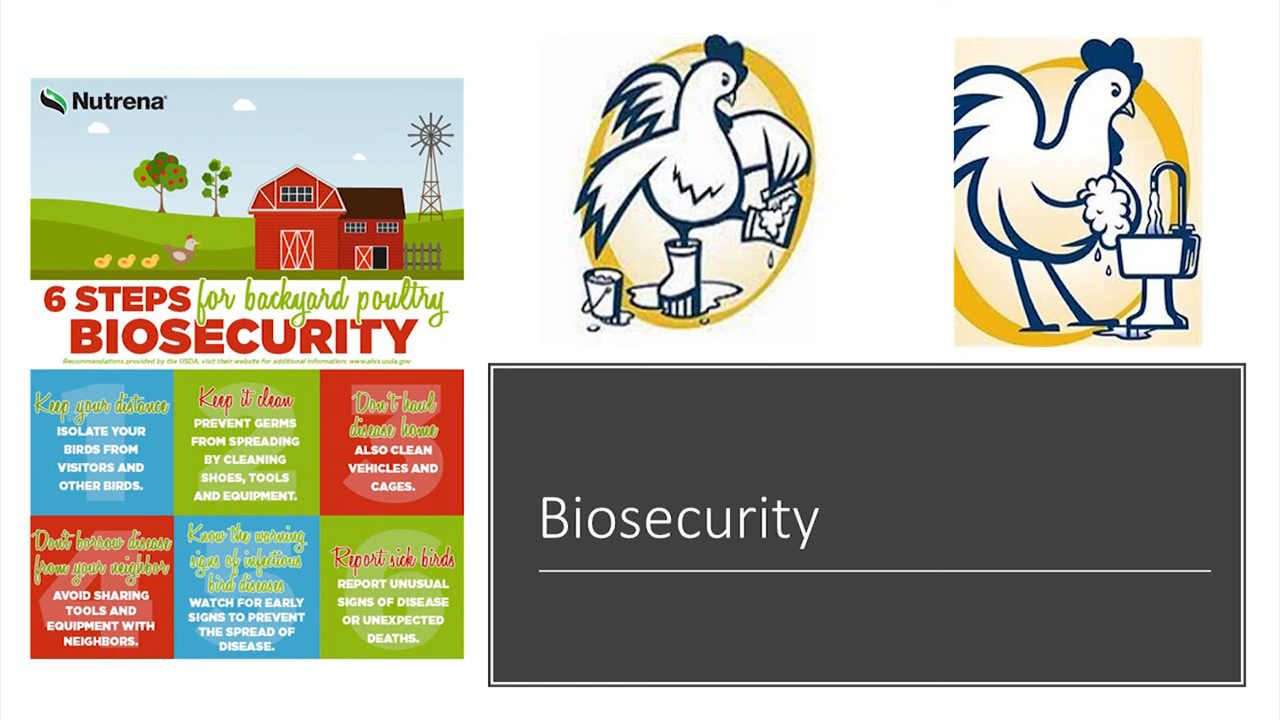 Nutrena®
6 STEPS for backyard poultry
BIOSECURITY
Recommendations provided by the USDA, visit their website for additional information: www.ahis.usda.gov
Keep your distance
ISOLATE YOUR
BIRDS FROM
VISITORS AND
OTHER BIRDS.
Keep it clean
PREVENT GERMS
FROM SPREADING
BY CLEANING
SHOES, TOOLS
AND EQUIPMENT.
Don't haul
disease home
ALSO CLEAN
VEHICLES AND
CAGES.
Don't borrow disease
from your neighbor
AVOID SHARING
TOOLS AND
EQUIPMENT WITH
NEIGHBORS.
Know the warning
signs of infectious
bird diseases
WATCH FOR EARLY
SIGNS TO PREVENT
THE SPREAD OF
DISEASE.
Report sick birds
REPORT UNUSUAL
SIGNS OF DISEASE
OR UNEXPECTED
DEATHS.
Biosecurity